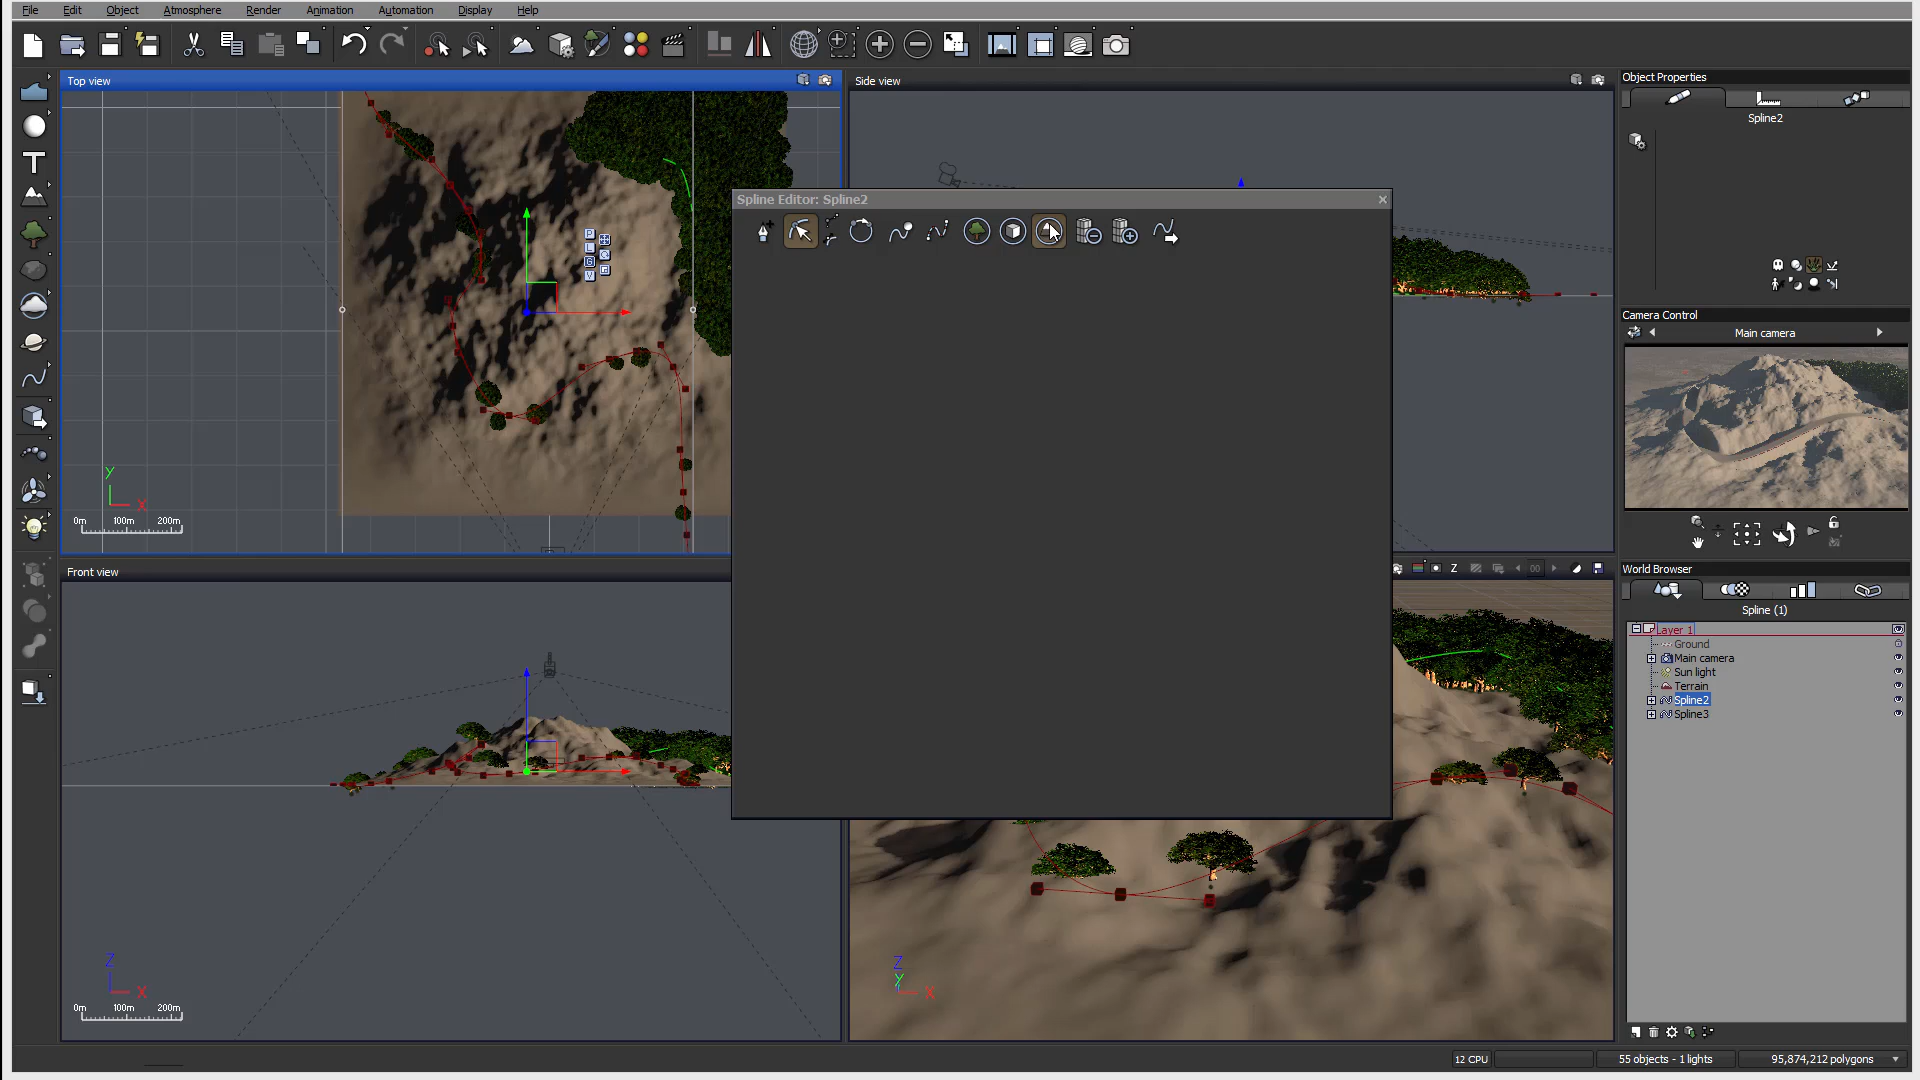 File Edit Object Atmosphere Render Animation Automation Display Help
Top view
Side view
Object Properties
Spline2
Spline Editor: Spline2
P
L
G
V
Y
X
0m 100m 200m
Camera Control
Main camera
Front view
Z 00
World Browser
Spline (1)
Layer 1
Ground
Main camera
Sun light
Terrain
Spline2
Spline3
Z
X
0m 100m 200m
Z
Y
X
12 CPU
55 objects - 1 lights
95,874,212 polygons